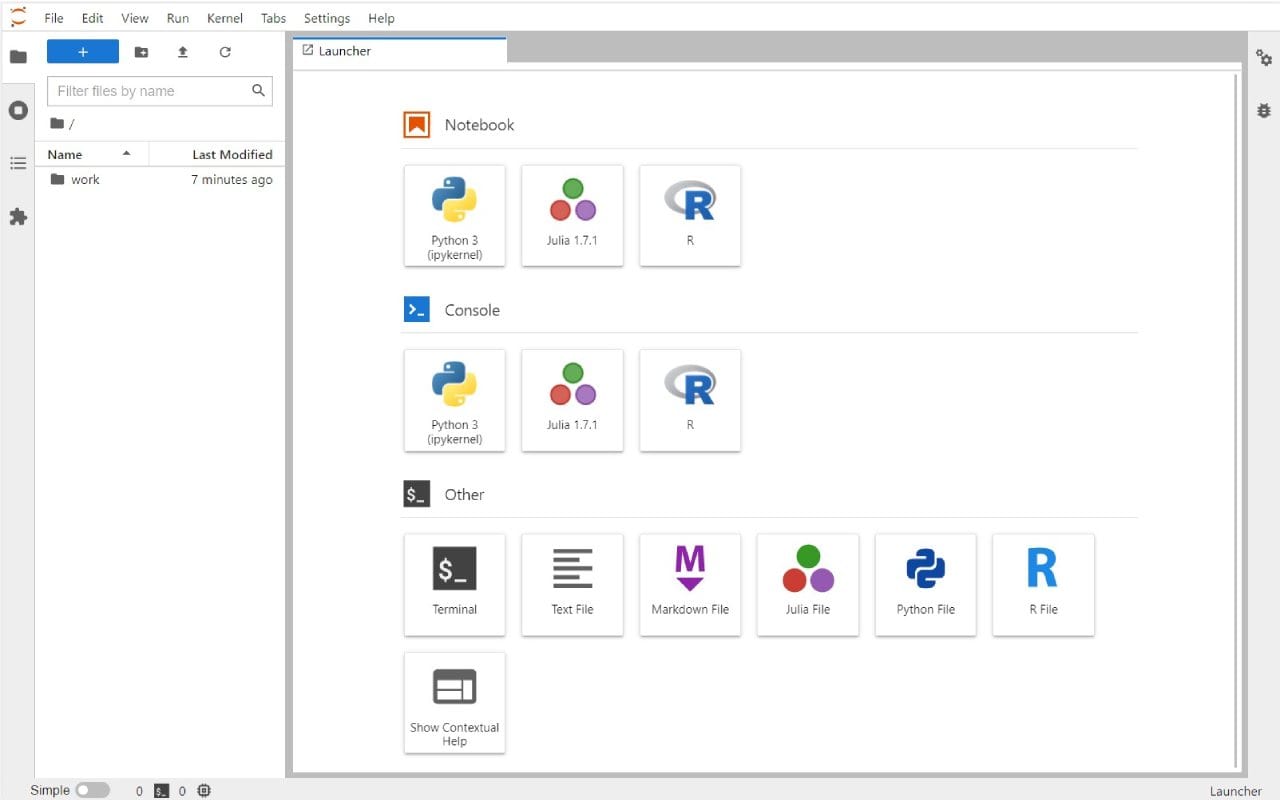 File Edit View Run Kernel Tabs Settings Help
+
Launcher
Filter files by name
/
Name Last Modified
work 7 minutes ago
Notebook
Python 3
(ipykernel)
Julia 1.7.1
R
Console
Python 3
(ipykernel)
Julia 1.7.1
R
$_ Other
$_
Terminal
Text File
M
Markdown File
Julia File
Python File
R
R File
Show Contextual
Help
Simple 0 $_ 0
Launcher